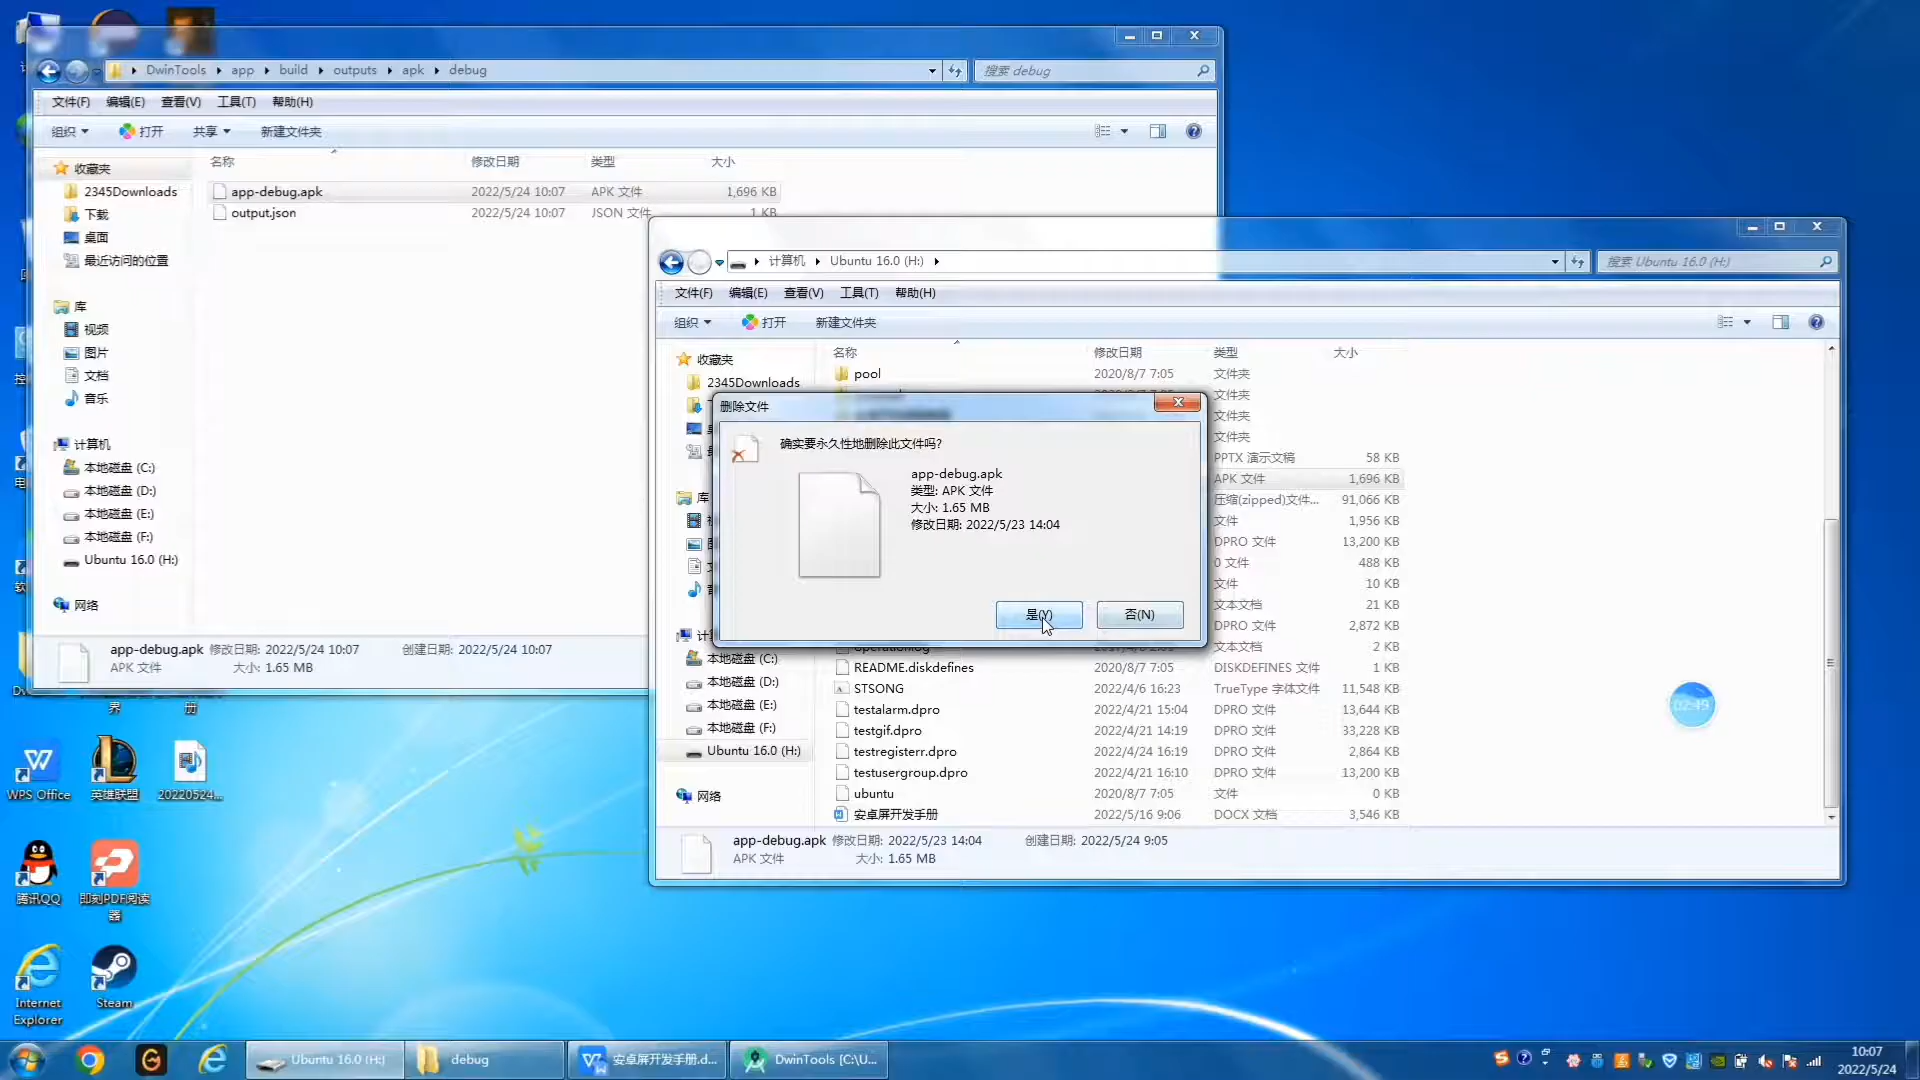 DwinTools
app
build
outputs
apk
debug
搜索 debug
文件(F) 编辑(E) 查看(V) 工具(T) 帮助(H)
组织 打开 共享 新建文件夹
名称 修改日期 类型 大小
收藏夹
2345Downloads
下载
桌面
最近访问的位置
库
视频
图片
文档
音乐
计算机
本地磁盘 (C:)
本地磁盘 (D:)
本地磁盘 (E:)
本地磁盘 (F:)
Ubuntu 16.0 (H:)
网络
app-debug.apk 2022/5/24 10:07 APK 文件 1,696 KB
output.json 2022/5/24 10:07 JSON 文件 1 KB
app-debug.apk 修改日期: 2022/5/24 10:07 创建日期: 2022/5/24 10:07
APK 文件 大小: 1.65 MB
计算机
Ubuntu 16.0 (H:)
搜索 Ubuntu 16.0 (H:)
文件(F) 编辑(E) 查看(V) 工具(T) 帮助(H)
组织 打开 新建文件夹
名称 修改日期 类型 大小
收藏夹
2345Downloads
pool 2020/8/7 7:05 文件夹
文件夹
文件夹
文件夹
PPTX 演示文稿 58 KB
APK 文件 1,696 KB
压缩(zipped)文件... 91,066 KB
文件 1,956 KB
DPRO 文件 13,200 KB
0 文件 488 KB
文件 10 KB
文本文档 21 KB
DPRO 文件 2,872 KB
文本文档 2 KB
README.diskdefines 2020/8/7 7:05 DISKDEFINES 文件 1 KB
STSONG 2022/4/6 16:23 TrueType 字体文件 11,548 KB
testalarm.dpro 2022/4/21 15:04 DPRO 文件 13,644 KB
testgif.dpro 2022/4/21 14:19 DPRO 文件 33,228 KB
testregisterr.dpro 2022/4/24 16:19 DPRO 文件 2,864 KB
testusergroup.dpro 2022/4/21 16:10 DPRO 文件 13,200 KB
ubuntu 2020/8/7 7:05 文件 0 KB
安卓屏开发手册 2022/5/16 9:06 DOCX 文档 3,546 KB
库
本地磁盘 (C:)
本地磁盘 (D:)
本地磁盘 (E:)
本地磁盘 (F:)
Ubuntu 16.0 (H:)
网络
app-debug.apk 修改日期: 2022/5/23 14:04 创建日期: 2022/5/24 9:05
APK 文件 大小: 1.65 MB
删除文件
确实要永久性地删除此文件吗?
app-debug.apk
类型: APK 文件
大小: 1.65 MB
修改日期: 2022/5/23 14:04
是(Y) 否(N)
02:49
界 册
WPS Office 英雄联盟 20220524...
腾讯QQ 即刻PDF阅读器
Internet Explorer Steam
Ubuntu 16.0 (H:) debug 安卓屏开发手册.d... DwinTools [C:\U...
10:07
2022/5/24